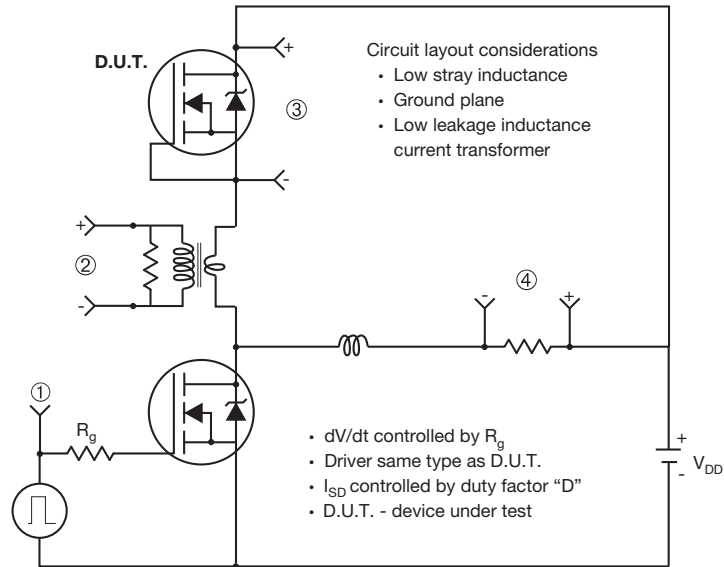 D.U.T.
+
Circuit layout considerations
• Low stray inductance
• Ground plane
• Low leakage inductance
current transformer
③
-
+
②
-
④
- +
①
Rg
+
VDD
-
• dV/dt controlled by Rg
• Driver same type as D.U.T.
• ISD controlled by duty factor “D”
• D.U.T. - device under test